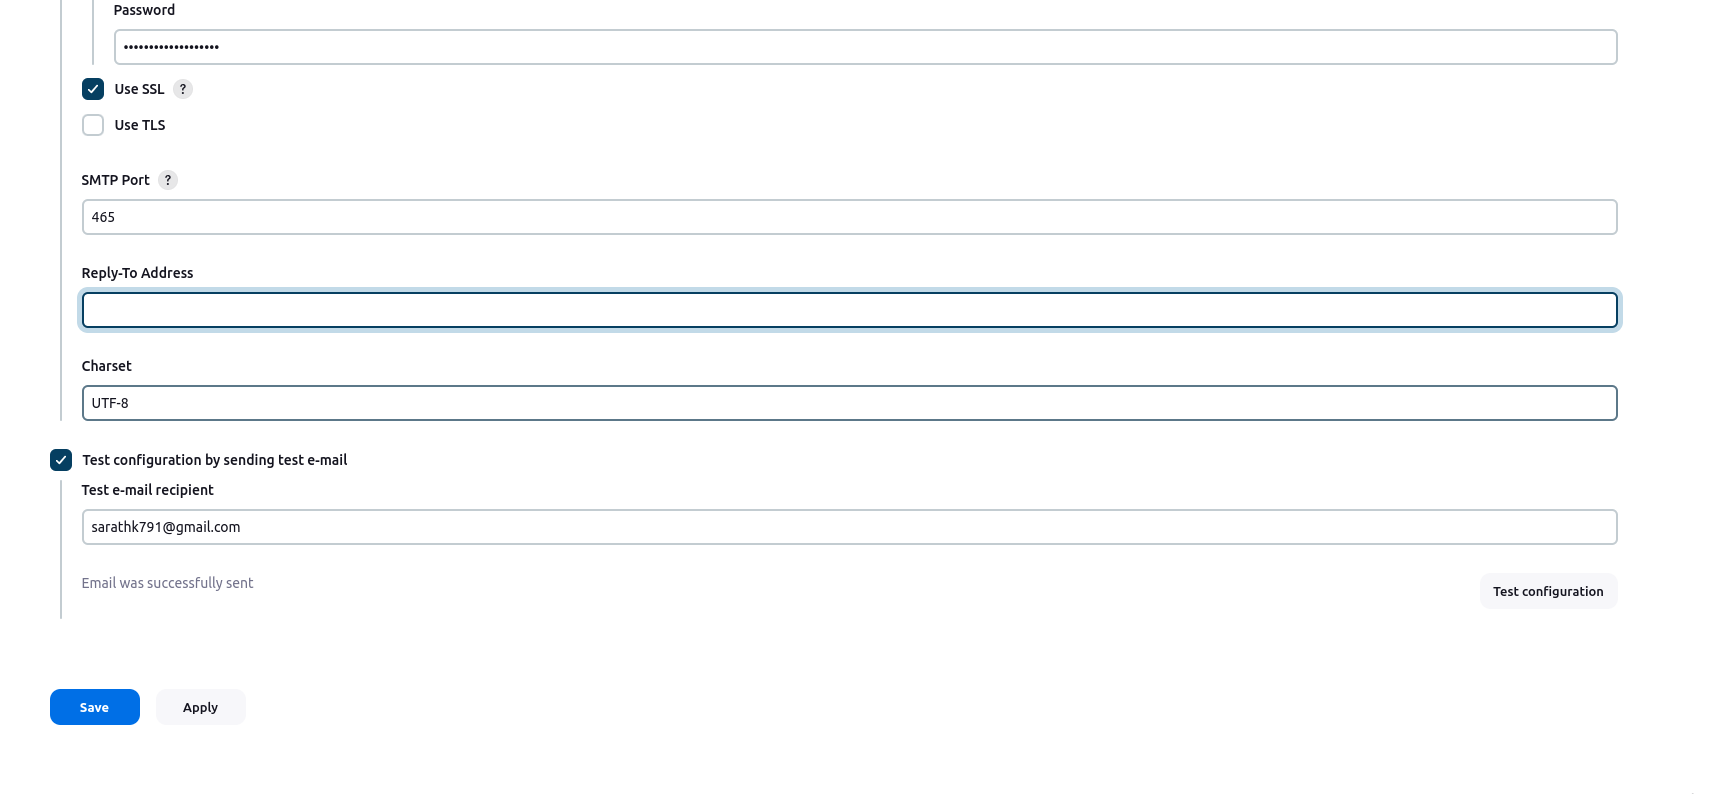 Password
•••••••••••••••••••
Use SSL ?
Use TLS
SMTP Port ?
465
Reply-To Address
Charset
UTF-8
Test configuration by sending test e-mail
Test e-mail recipient
sarathk791@gmail.com
Email was successfully sent
Test configuration
Save
Apply